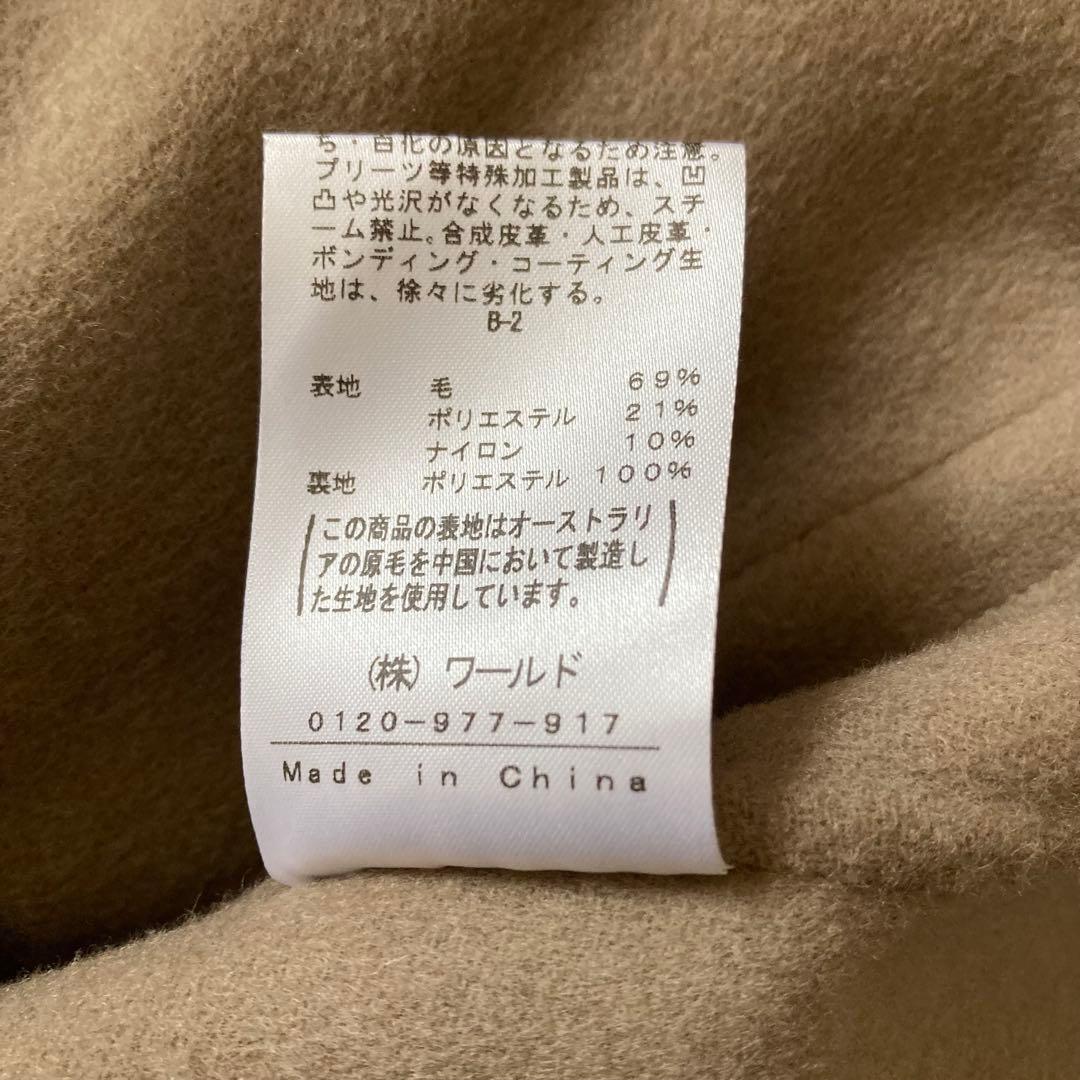 ち・白化の原因となるため注意。
プリーツ等特殊加工製品は、凹
凸や光沢がなくなるため、スチ
ーム禁止。合成皮革・人工皮革・
ボンディング・コーティング生
地は、徐々に劣化する。
B-2
表地 毛 69%
ポリエステル 21%
ナイロン 10%
裏地 ポリエステル 100%
この商品の表地はオーストラリ
アの原毛を中国において製造し
た生地を使用しています。
(株) ワールド
0120-977-917
Made in China